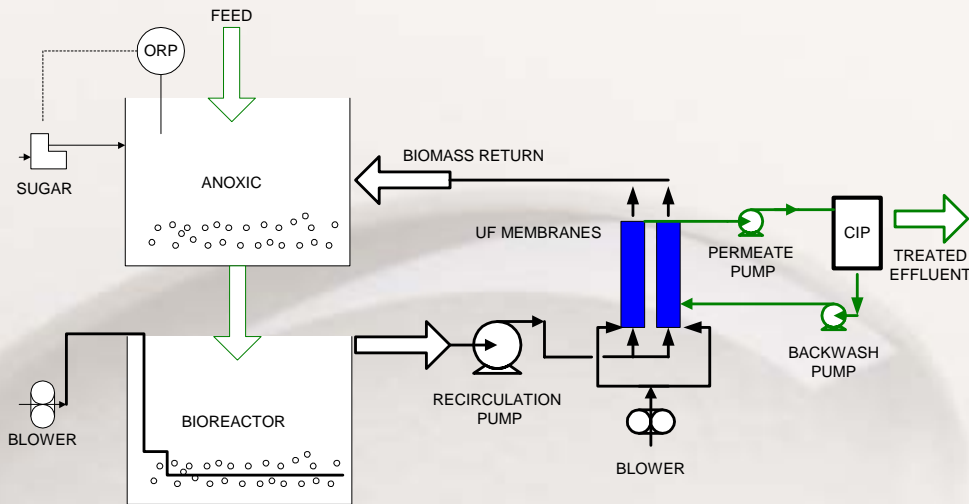 FEED
ORP
SUGAR
ANOXIC
BIOMASS RETURN
UF MEMBRANES
PERMEATE
PUMP
CIP
TREATED
EFFLUENT
BACKWASH
PUMP
RECIRCULATION
PUMP
BLOWER
BIOREACTOR
BLOWER